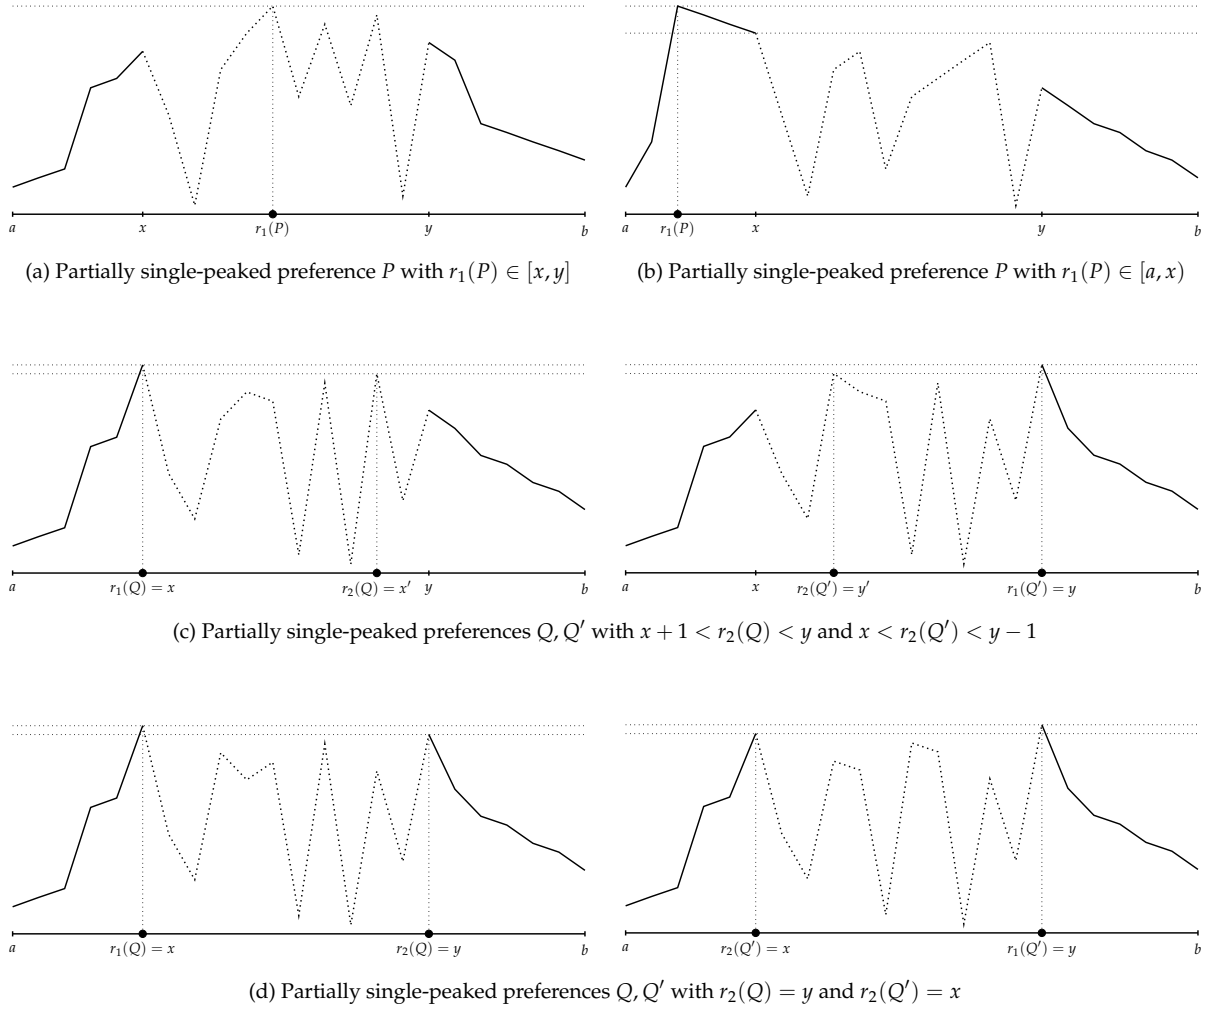 a x r₁(P) y b
a r₁(P) x y b
(a) Partially single-peaked preference P with r₁(P) ∈ [x, y]
(b) Partially single-peaked preference P with r₁(P) ∈ [a, x)
a r₁(Q) = x r₂(Q) = x′ y b
a x r₂(Q′) = y′ r₁(Q′) = y b
(c) Partially single-peaked preferences Q, Q′ with x + 1 < r₂(Q) < y and x < r₂(Q′) < y − 1
a r₁(Q) = x r₂(Q) = y b
a r₂(Q′) = x r₁(Q′) = y b
(d) Partially single-peaked preferences Q, Q′ with r₂(Q) = y and r₂(Q′) = x